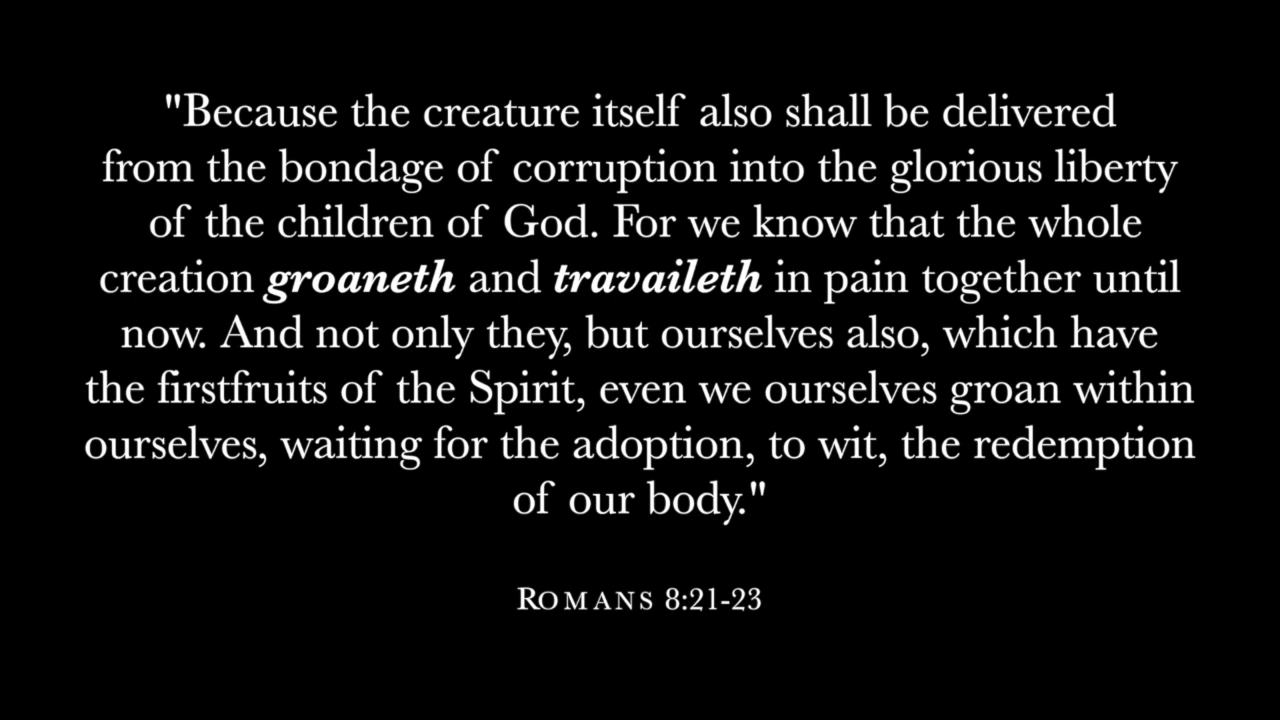 "Because the creature itself also shall be delivered
from the bondage of corruption into the glorious liberty
of the children of God. For we know that the whole
creation groaneth and travaileth in pain together until
now. And not only they, but ourselves also, which have
the firstfruits of the Spirit, even we ourselves groan within
ourselves, waiting for the adoption, to wit, the redemption
of our body."
ROMANS 8:21-23